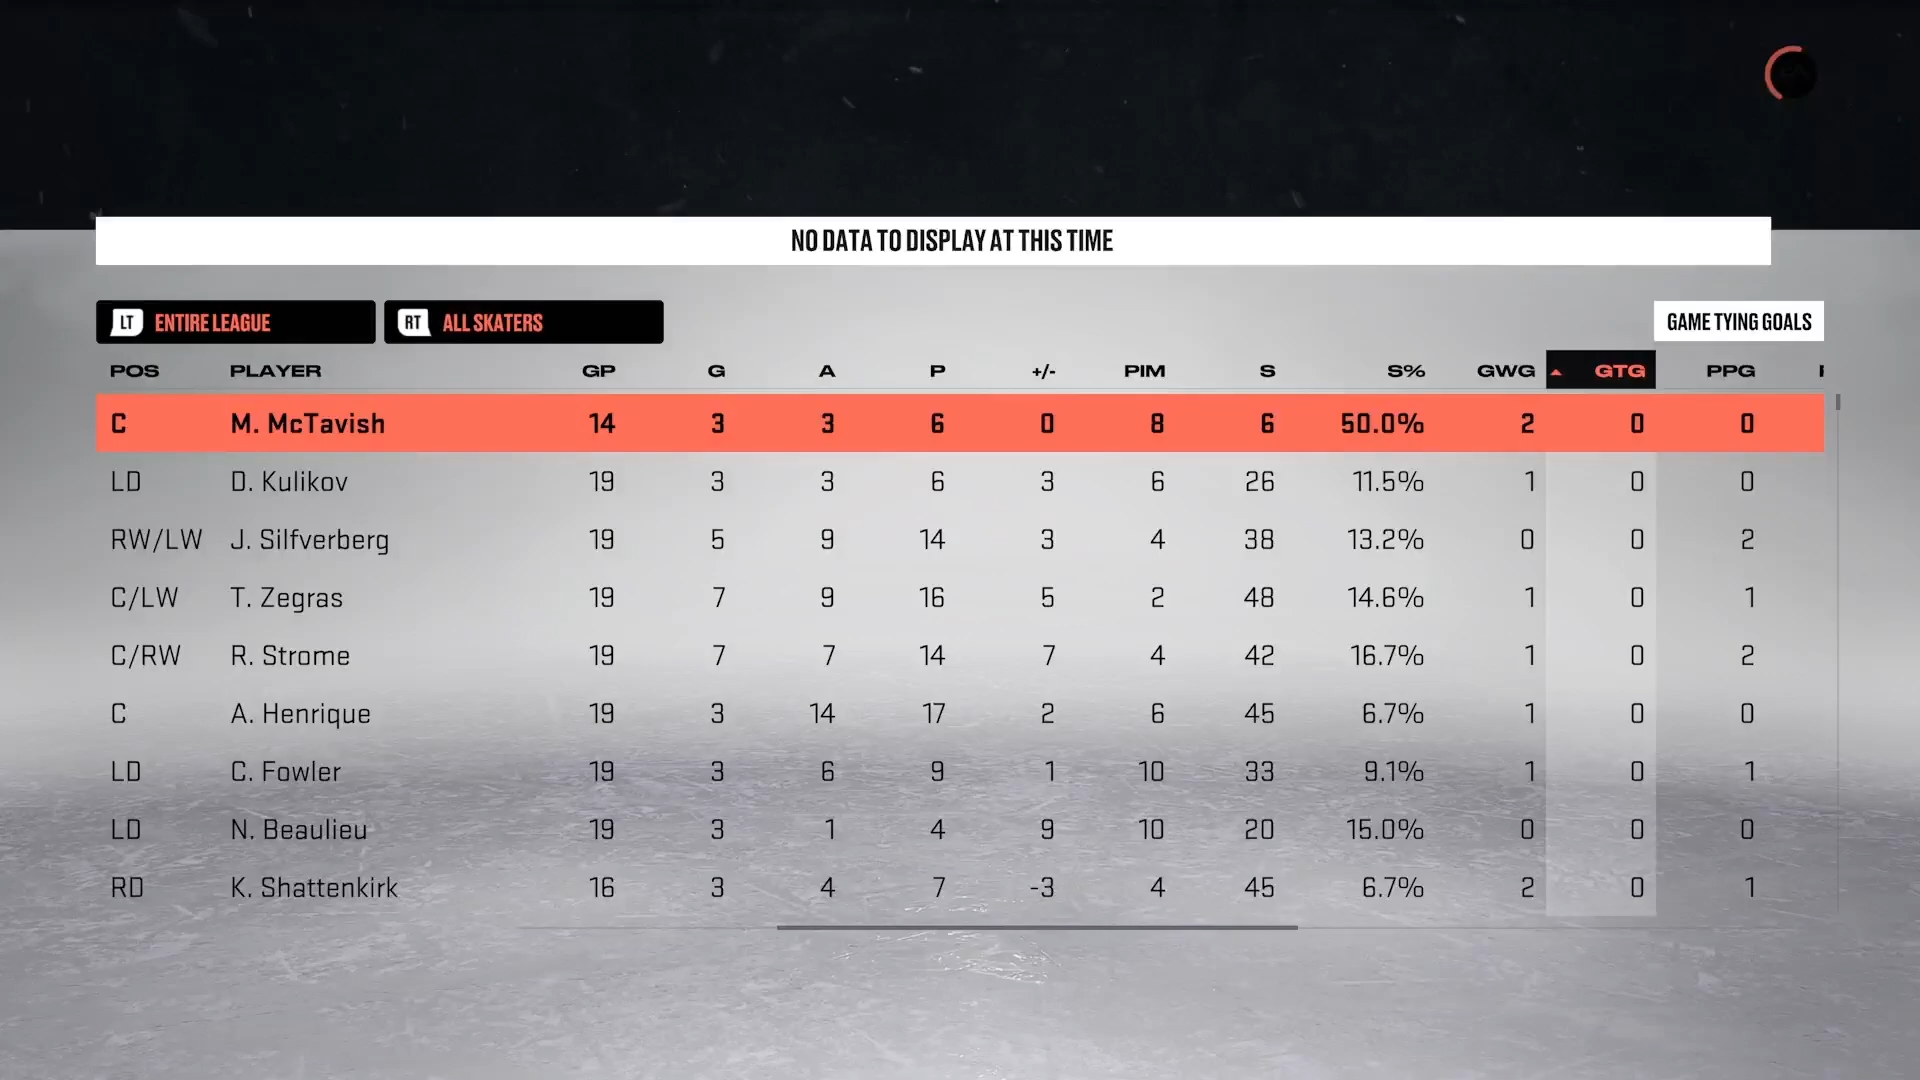 NO DATA TO DISPLAY AT THIS TIME
LT ENTIRE LEAGUE RT ALL SKATERS GAME TYING GOALS
POS PLAYER GP G A P +/- PIM S S% GWG GTG PPG
C M. McTavish 14 3 3 6 0 8 6 50.0% 2 0 0
LD D. Kulikov 19 3 3 6 3 6 26 11.5% 1 0 0
RW/LW J. Silfverberg 19 5 9 14 3 4 38 13.2% 0 0 2
C/LW T. Zegras 19 7 9 16 5 2 48 14.6% 1 0 1
C/RW R. Strome 19 7 7 14 7 4 42 16.7% 1 0 2
C A. Henrique 19 3 14 17 2 6 45 6.7% 1 0 0
LD C. Fowler 19 3 6 9 1 10 33 9.1% 1 0 1
LD N. Beaulieu 19 3 1 4 9 10 20 15.0% 0 0 0
RD K. Shattenkirk 16 3 4 7 -3 4 45 6.7% 2 0 1